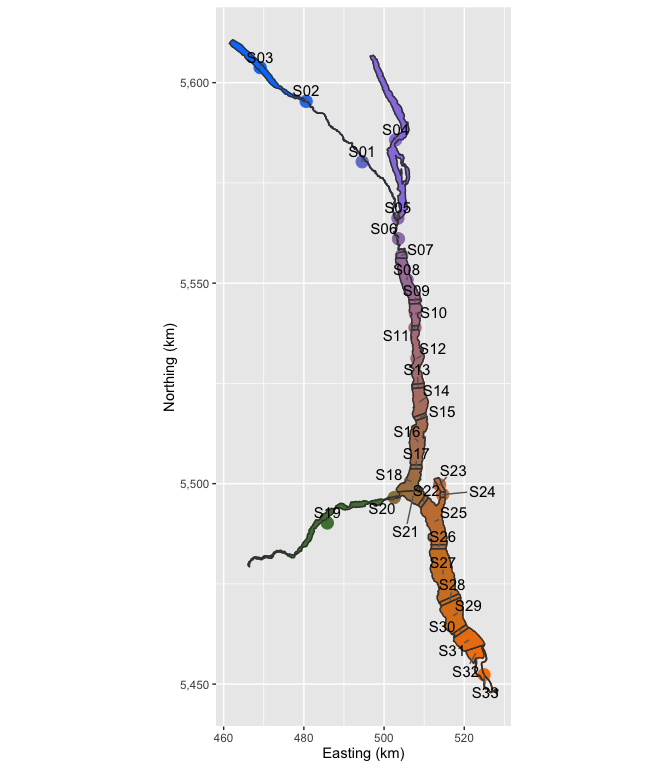 S03
S02
S04
S01
S05
S06
S07
S08
S09
S10
S11
S12
S13
S14
S15
S16
S17
S18
S23
S22
S24
S20
S19
S25
S21
S26
S27
S28
S29
S30
S31
S32
S33
5,600
5,550
5,500
5,450
Northing (km)
460 480 500 520
Easting (km)